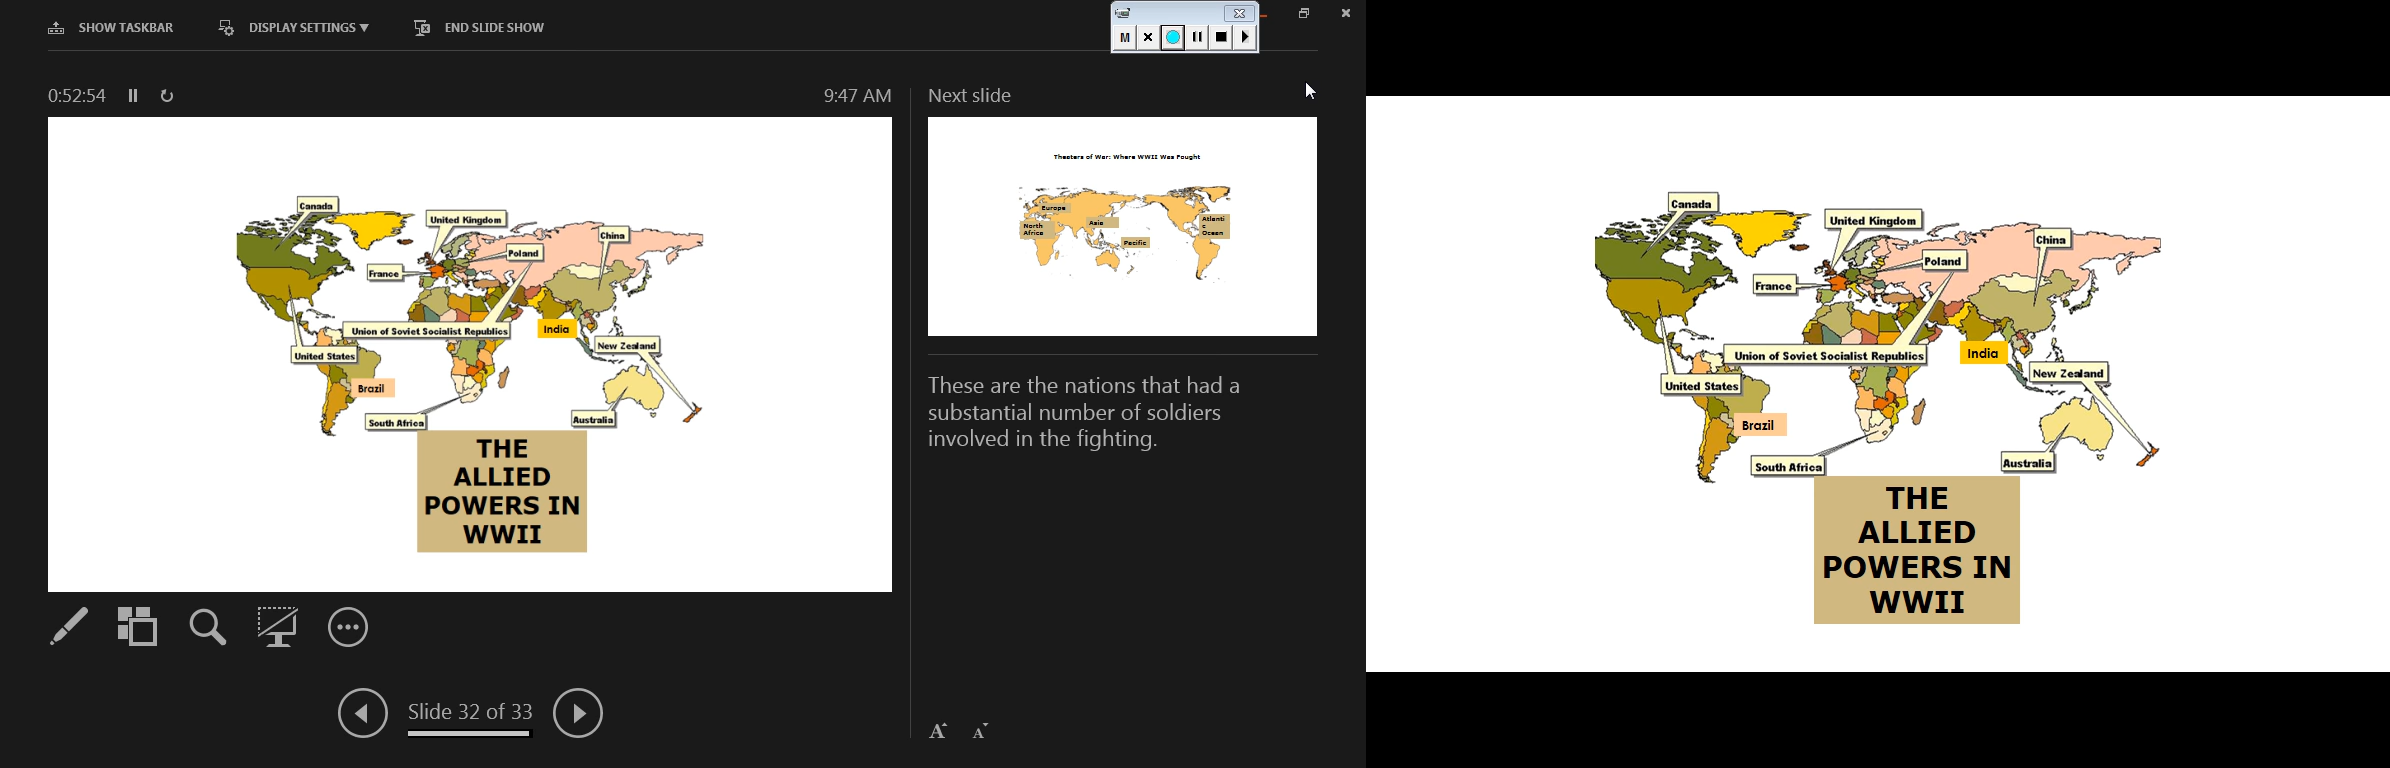 SHOW TASKBAR
DISPLAY SETTINGS ▼
END SLIDE SHOW
M
0:52:54
9:47 AM
Next slide
Canada
United Kingdom
China
Poland
France
Union of Soviet Socialist Republics
India
New Zealand
United States
Brazil
South Africa
Australia
THE
ALLIED
POWERS IN
WWII
Theaters of War: Where WWII Was Fought
Europe
Asia
Atlanti
c
Ocean
North
Africa
Pacific
These are the nations that had a
substantial number of soldiers
involved in the fighting.
Slide 32 of 33
A
A
Canada
United Kingdom
China
Poland
France
Union of Soviet Socialist Republics
India
New Zealand
United States
Brazil
South Africa
Australia
THE
ALLIED
POWERS IN
WWII